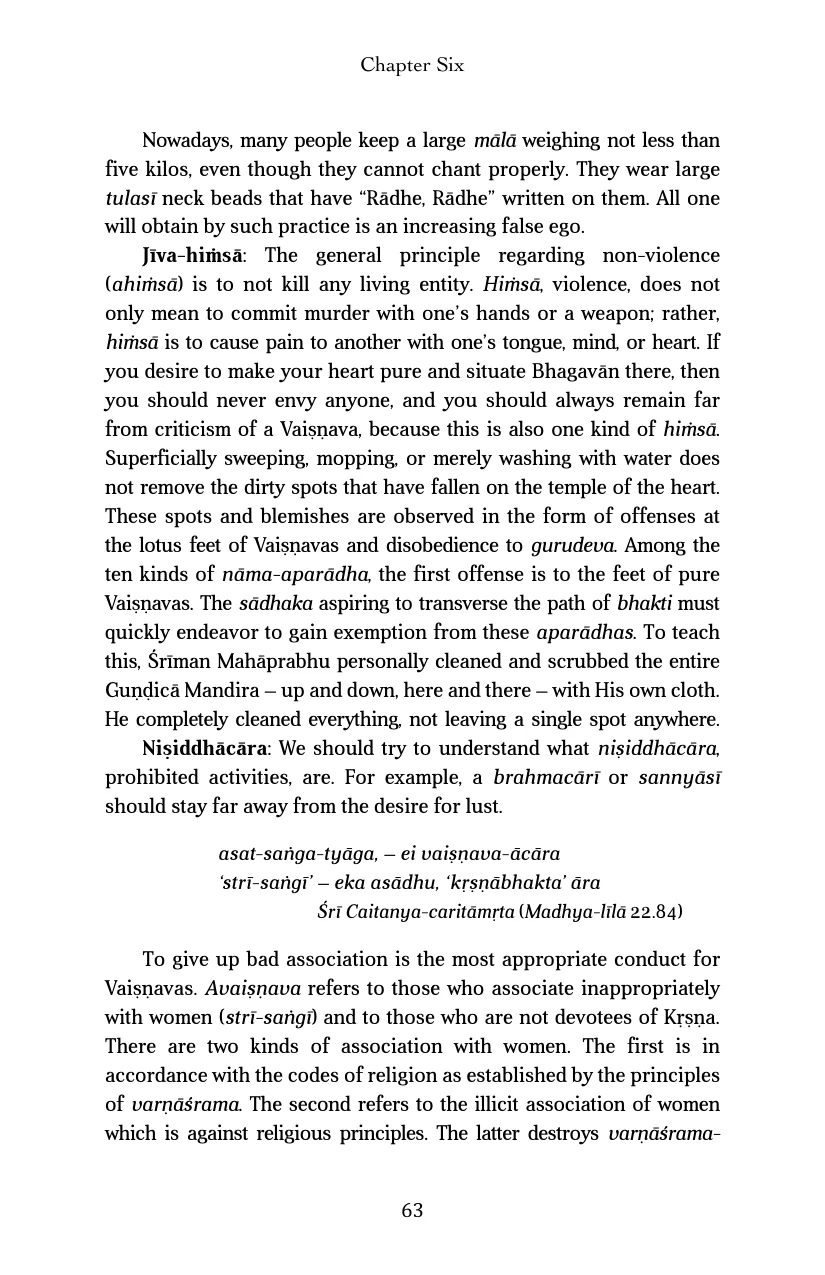 Chapter Six
Nowadays, many people keep a large mālā weighing not less than
five kilos, even though they cannot chant properly. They wear large
tulasī neck beads that have “Rādhe, Rādhe” written on them. All one
will obtain by such practice is an increasing false ego.
Jīva-hiṁsā: The general principle regarding non-violence
(ahiṁsā) is to not kill any living entity. Hiṁsā, violence, does not
only mean to commit murder with one’s hands or a weapon; rather,
hiṁsā is to cause pain to another with one’s tongue, mind, or heart. If
you desire to make your heart pure and situate Bhagavān there, then
you should never envy anyone, and you should always remain far
from criticism of a Vaiṣṇava, because this is also one kind of hiṁsā.
Superficially sweeping, mopping, or merely washing with water does
not remove the dirty spots that have fallen on the temple of the heart.
These spots and blemishes are observed in the form of offenses at
the lotus feet of Vaiṣṇavas and disobedience to gurudeva. Among the
ten kinds of nāma-aparādha, the first offense is to the feet of pure
Vaiṣṇavas. The sādhaka aspiring to transverse the path of bhakti must
quickly endeavor to gain exemption from these aparādhas. To teach
this, Śrīman Mahāprabhu personally cleaned and scrubbed the entire
Guṇḍicā Mandira – up and down, here and there – with His own cloth.
He completely cleaned everything, not leaving a single spot anywhere.
Niṣiddhācāra: We should try to understand what niṣiddhācāra,
prohibited activities, are. For example, a brahmacārī or sannyāsī
should stay far away from the desire for lust.
asat-saṅga-tyāga, – ei vaiṣṇava-ācāra
‘strī-saṅgī’ – eka asādhu, ‘kṛṣṇābhakta’ āra
Śrī Caitanya-caritāmṛta (Madhya-līlā 22.84)
To give up bad association is the most appropriate conduct for
Vaiṣṇavas. Avaiṣṇava refers to those who associate inappropriately
with women (strī-saṅgī) and to those who are not devotees of Kṛṣṇa.
There are two kinds of association with women. The first is in
accordance with the codes of religion as established by the principles
of varṇāśrama. The second refers to the illicit association of women
which is against religious principles. The latter destroys varṇāśrama-
63